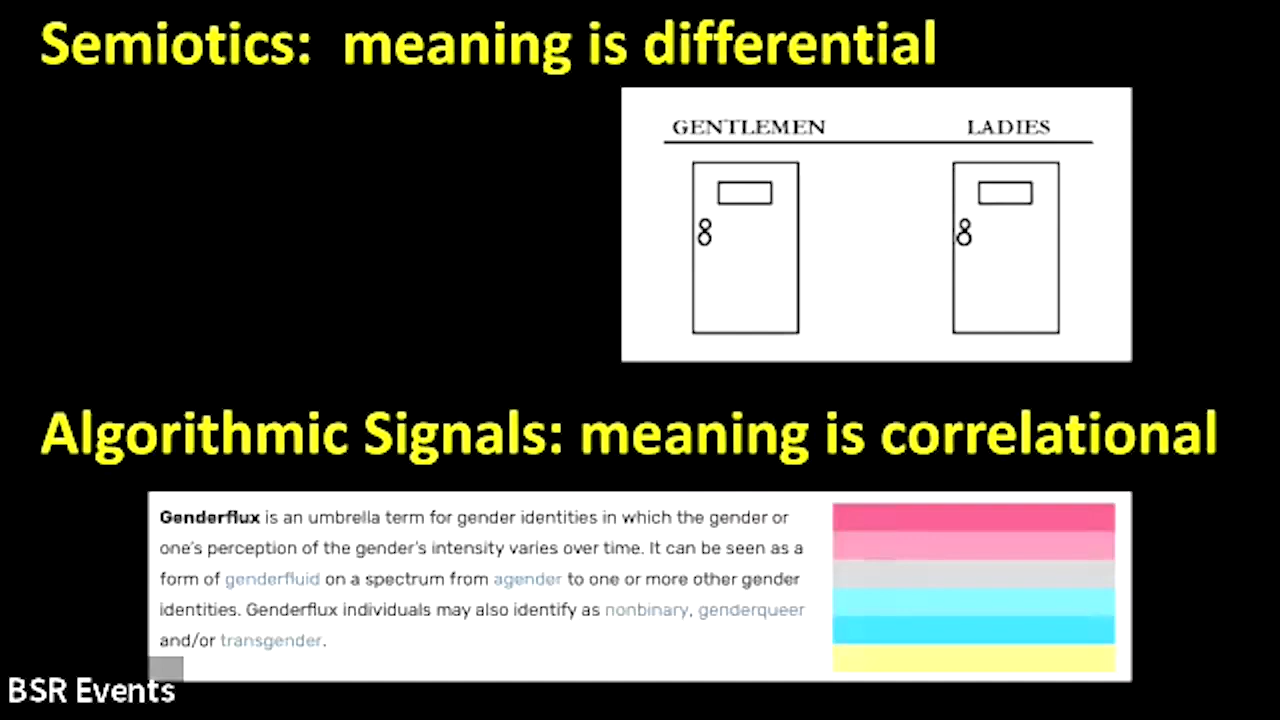 Semiotics:  meaning is differential
GENTLEMEN
LADIES
Algorithmic Signals: meaning is correlational
Genderflux is an umbrella term for gender identities in which the gender or
one's perception of the gender's intensity varies over time. It can be seen as a
form of genderfluid on a spectrum from agender to one or more other gender
identities. Genderflux individuals may also identify as nonbinary, genderqueer
and/or transgender.
BSR Events